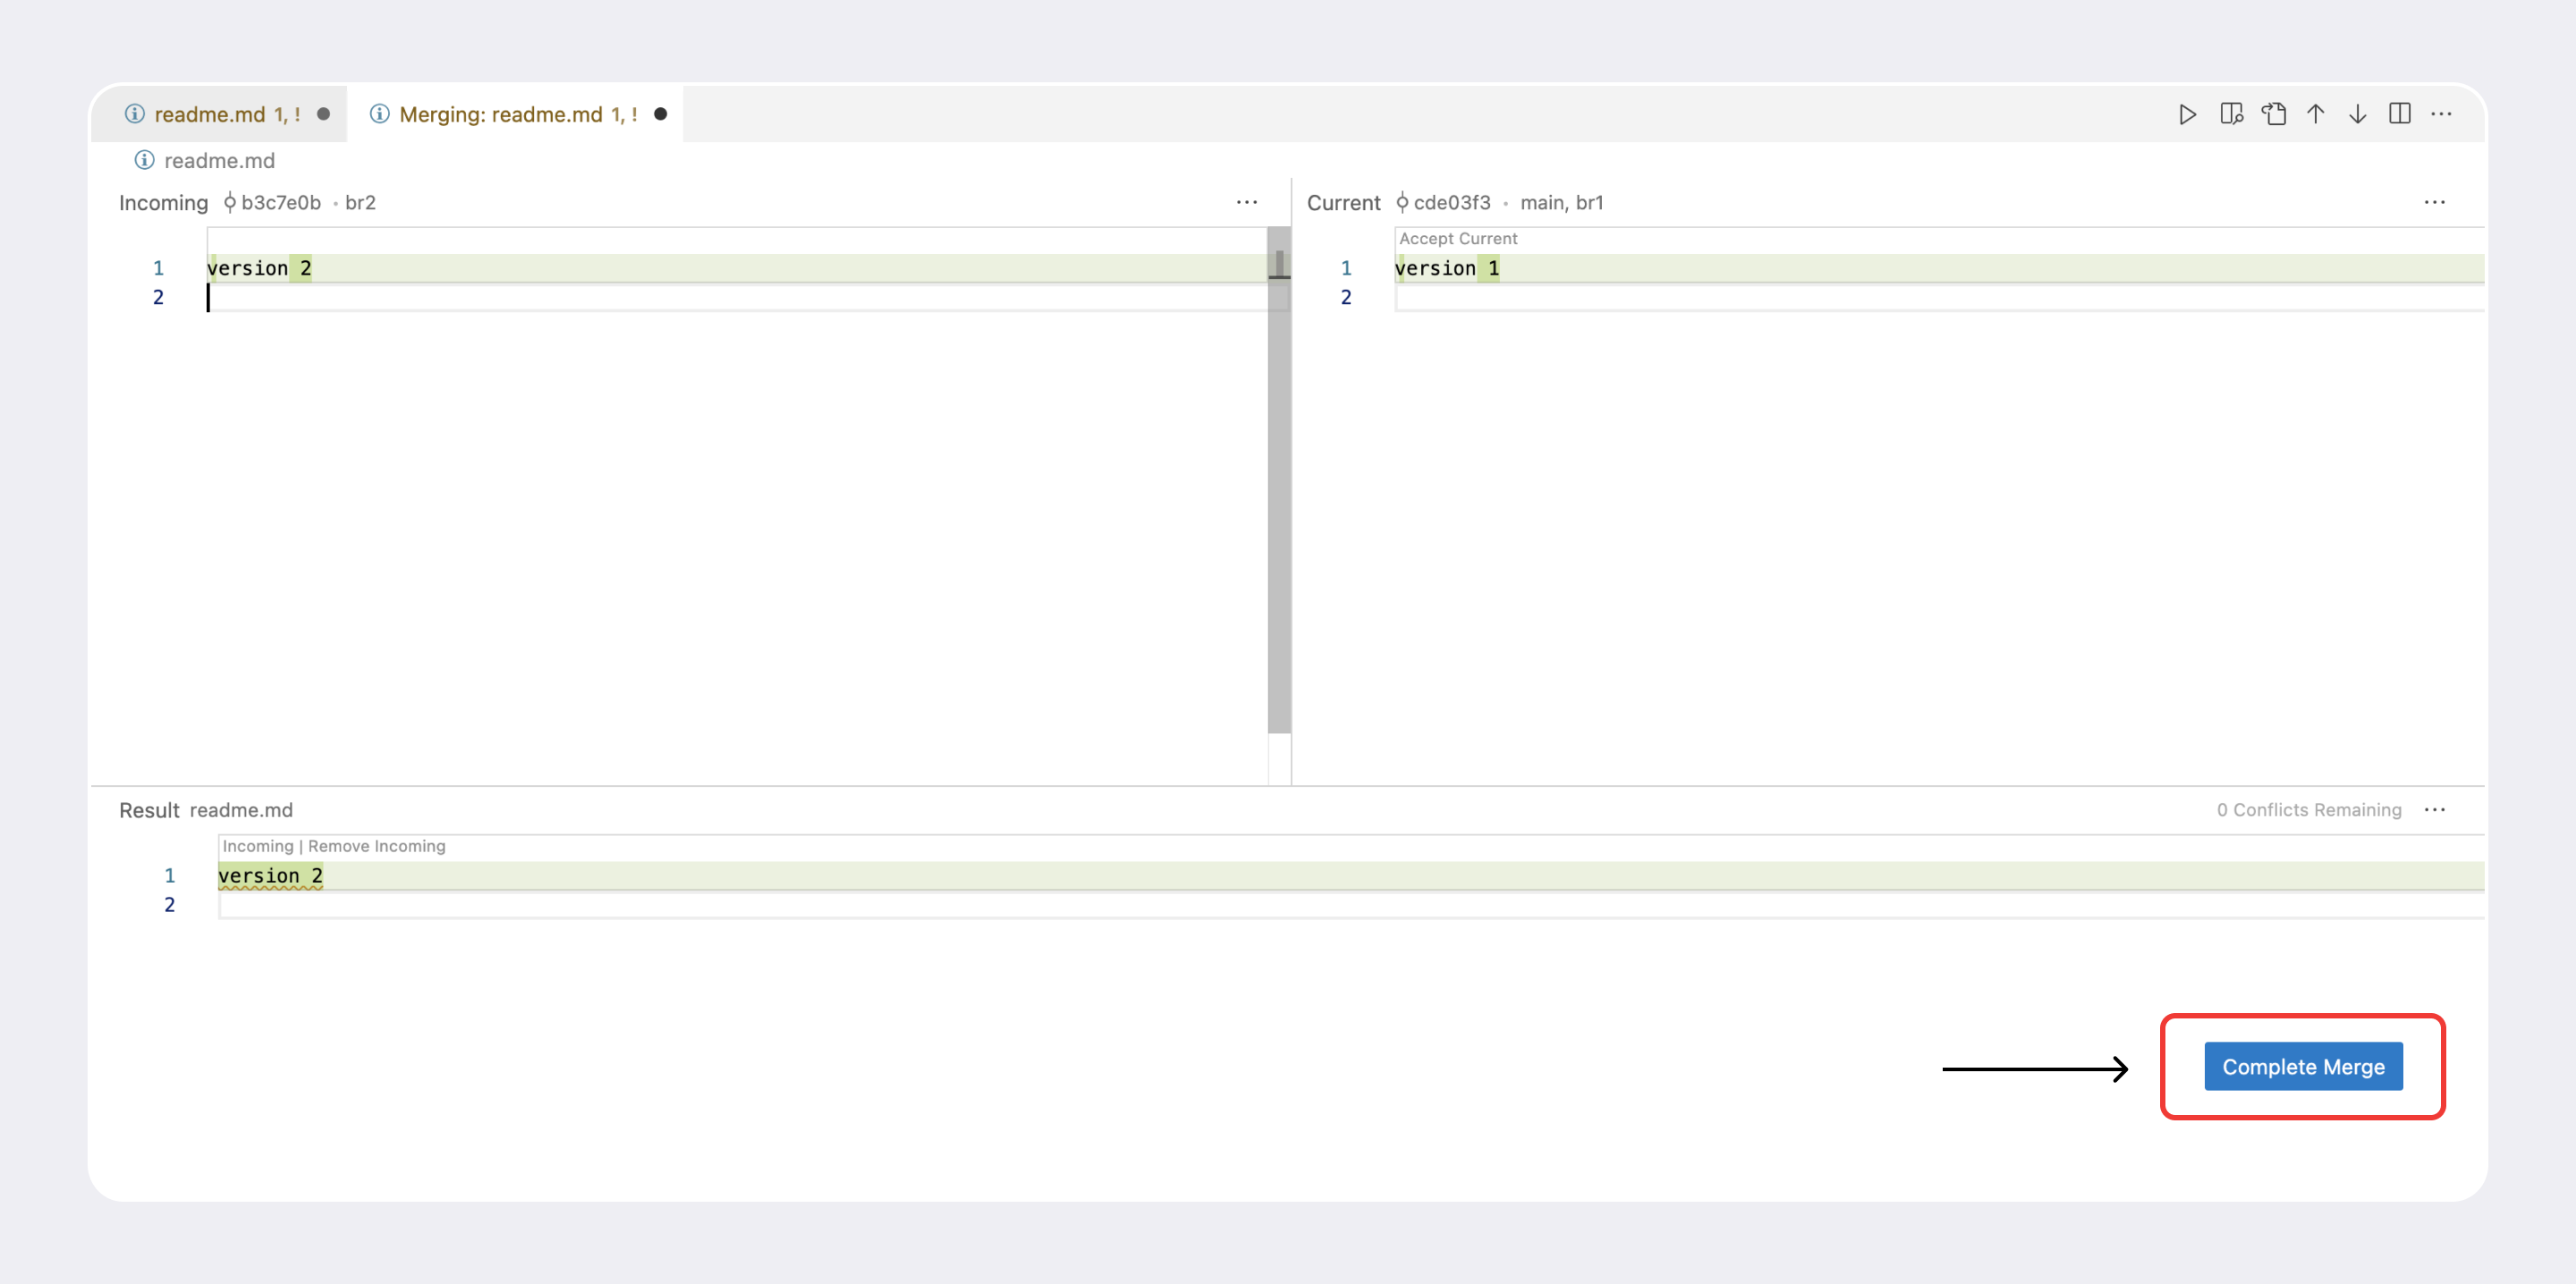 readme.md 1, !
Merging: readme.md 1, !
readme.md
Incoming b3c7e0b • br2
1 version 2
2
Current cde03f3 • main, br1
Accept Current
1 version 1
2
Result readme.md
0 Conflicts Remaining
Incoming | Remove Incoming
1 version 2
2
Complete Merge